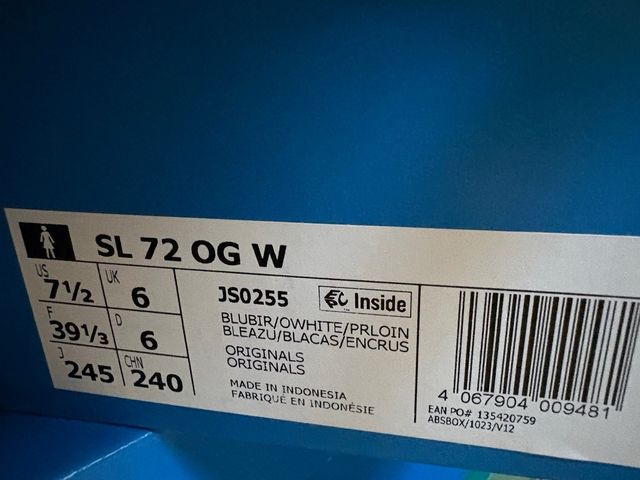 SL 72 OG W
US 7½ UK 6
F 39⅓ D 6
J 245 CHN 240
JS0255 EC Inside
BLUBIR/OWHITE/PRLOIN
BLEAZU/BLACAS/ENCRUS
ORIGINALS
ORIGINALS
MADE IN INDONESIA
FABRIQUÉ EN INDONÉSIE
4 067904 009481
EAN PO# 135420759
ABSBOX/1023/V12